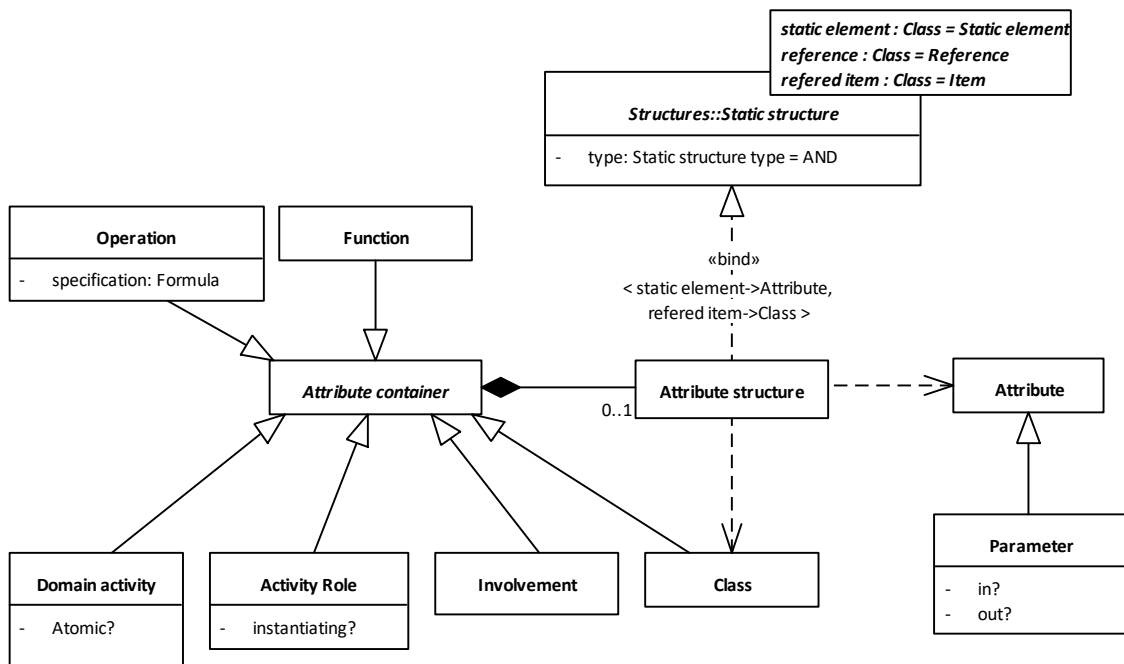 static element : Class = Static element
reference : Class = Reference
refered item : Class = Item
Structures::Static structure
- type: Static structure type = AND
Operation
- specification: Formula
Function
«bind»
< static element->Attribute,
refered item->Class >
Attribute container
0..1
Attribute structure
Attribute
Domain activity
- Atomic?
Activity Role
- instantiating?
Involvement
Class
Parameter
- in?
- out?